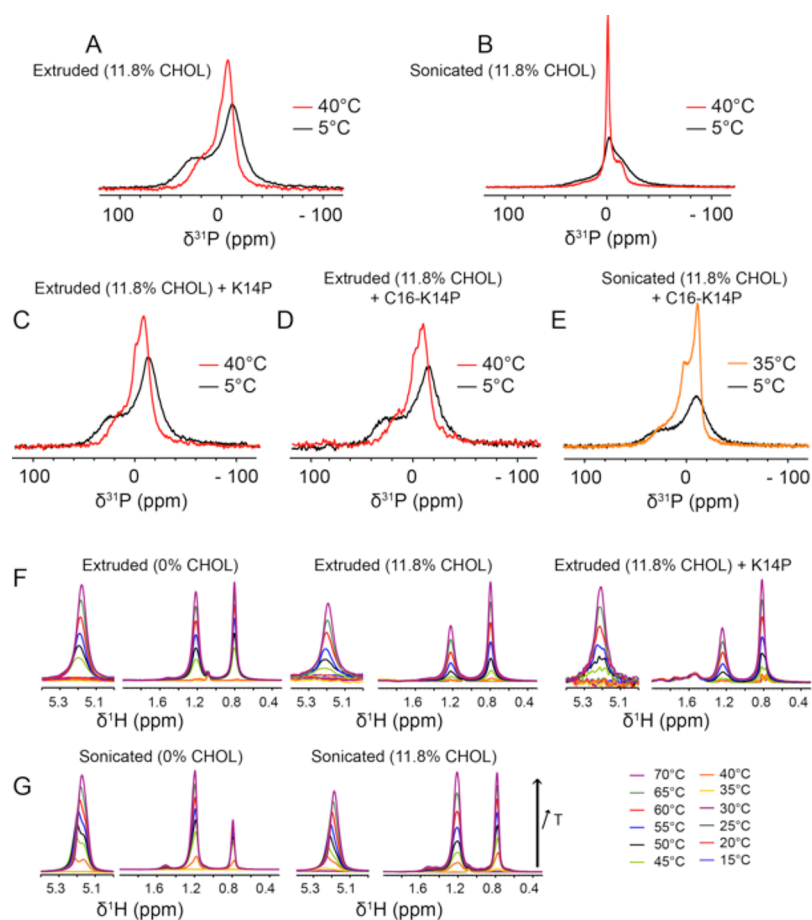 A
Extruded (11.8% CHOL)
40°C
5°C
100 0 - 100
δ³¹P (ppm)
B
Sonicated (11.8% CHOL)
40°C
5°C
100 0 - 100
δ³¹P (ppm)
C
Extruded (11.8% CHOL) + K14P
40°C
5°C
100 0 - 100
δ³¹P (ppm)
D
Extruded (11.8% CHOL)
+ C16-K14P
40°C
5°C
100 0 - 100
δ³¹P (ppm)
E
Sonicated (11.8% CHOL)
+ C16-K14P
35°C
5°C
100 0 - 100
δ³¹P (ppm)
F
Extruded (0% CHOL)
5.3 5.1 1.6 1.2 0.8 0.4
δ¹H (ppm)
Extruded (11.8% CHOL)
5.3 5.1 1.6 1.2 0.8 0.4
δ¹H (ppm)
Extruded (11.8% CHOL) + K14P
5.3 5.1 1.6 1.2 0.8 0.4
δ¹H (ppm)
G
Sonicated (0% CHOL)
5.3 5.1 1.6 1.2 0.8 0.4
δ¹H (ppm)
Sonicated (11.8% CHOL)
5.3 5.1 1.6 1.2 0.8 0.4
δ¹H (ppm)
T
70°C 40°C
65°C 35°C
60°C 30°C
55°C 25°C
50°C 20°C
45°C 15°C